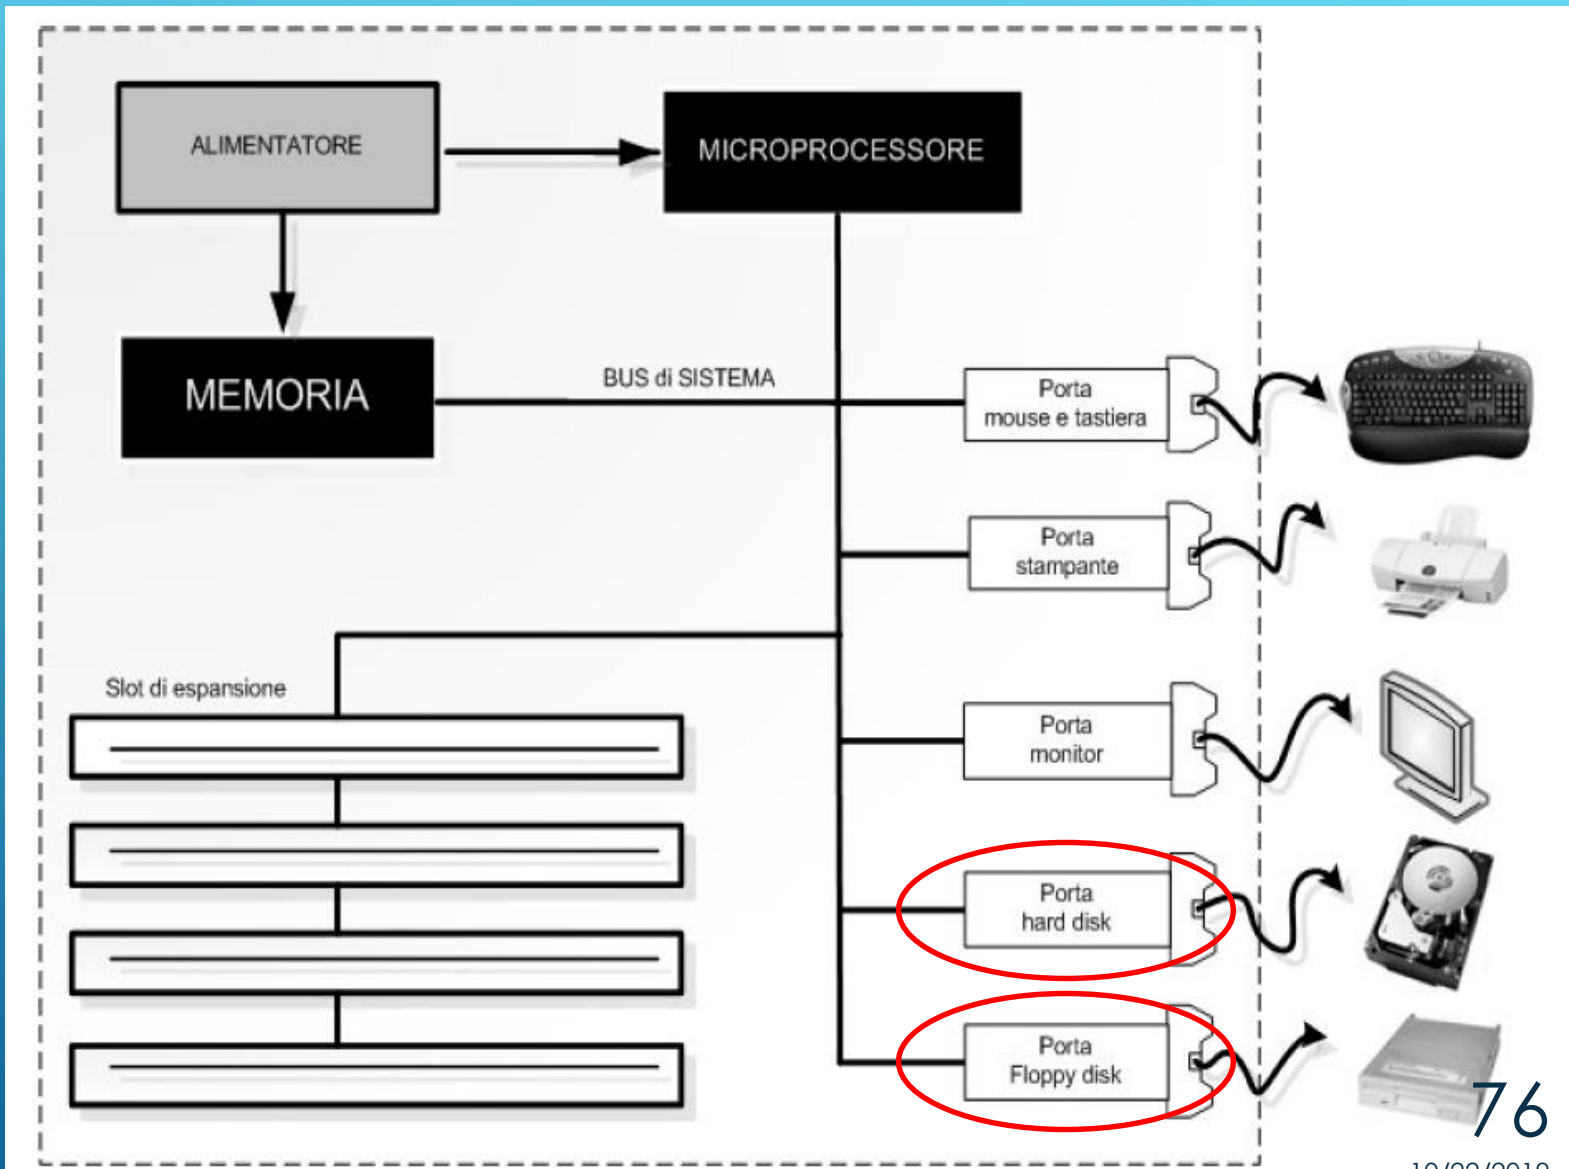 ALIMENTATORE
MICROPROCESSORE
MEMORIA
BUS di SISTEMA
Porta
mouse e tastiera
Porta
stampante
Slot di espansione
Porta
monitor
Porta
hard disk
Porta
Floppy disk
76